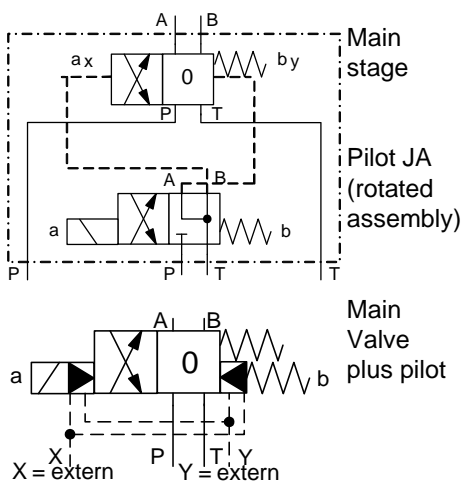 A B
Main
stage
a x 0 b y
P T
Pilot JA
(rotated
assembly)
A B
a T b
P P T T
Main
Valve
plus pilot
A B
a 0 b
X P T Y
X = extern Y = extern